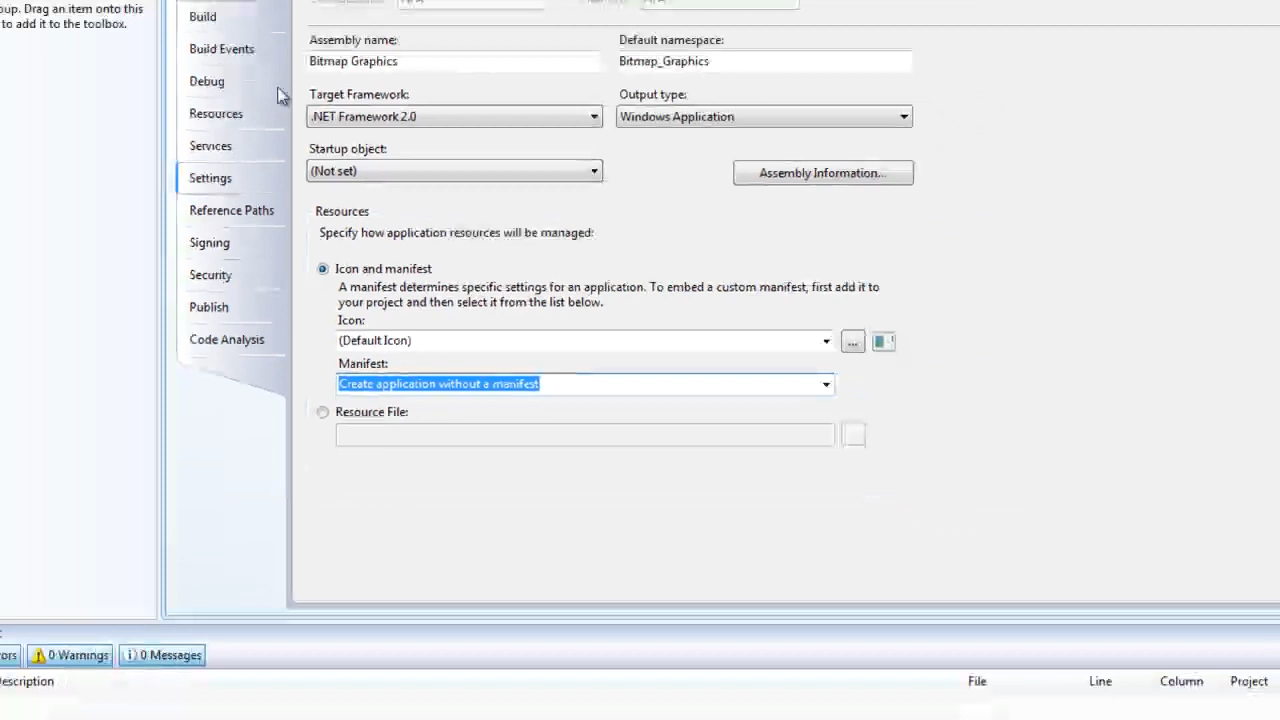 oup. Drag an item onto this
to add it to the toolbox.
Build
Build Events
Debug
Resources
Services
Settings
Reference Paths
Signing
Security
Publish
Code Analysis
Assembly name:
Default namespace:
Bitmap Graphics
Bitmap_Graphics
Target Framework:
Output type:
.NET Framework 2.0
Windows Application
Startup object:
(Not set)
Assembly Information...
Resources
Specify how application resources will be managed:
Icon and manifest
A manifest determines specific settings for an application. To embed a custom manifest, first add it to
your project and then select it from the list below.
Icon:
(Default Icon)
...
Manifest:
Create application without a manifest
Resource File:
ors
0 Warnings
0 Messages
escription
File
Line
Column
Project